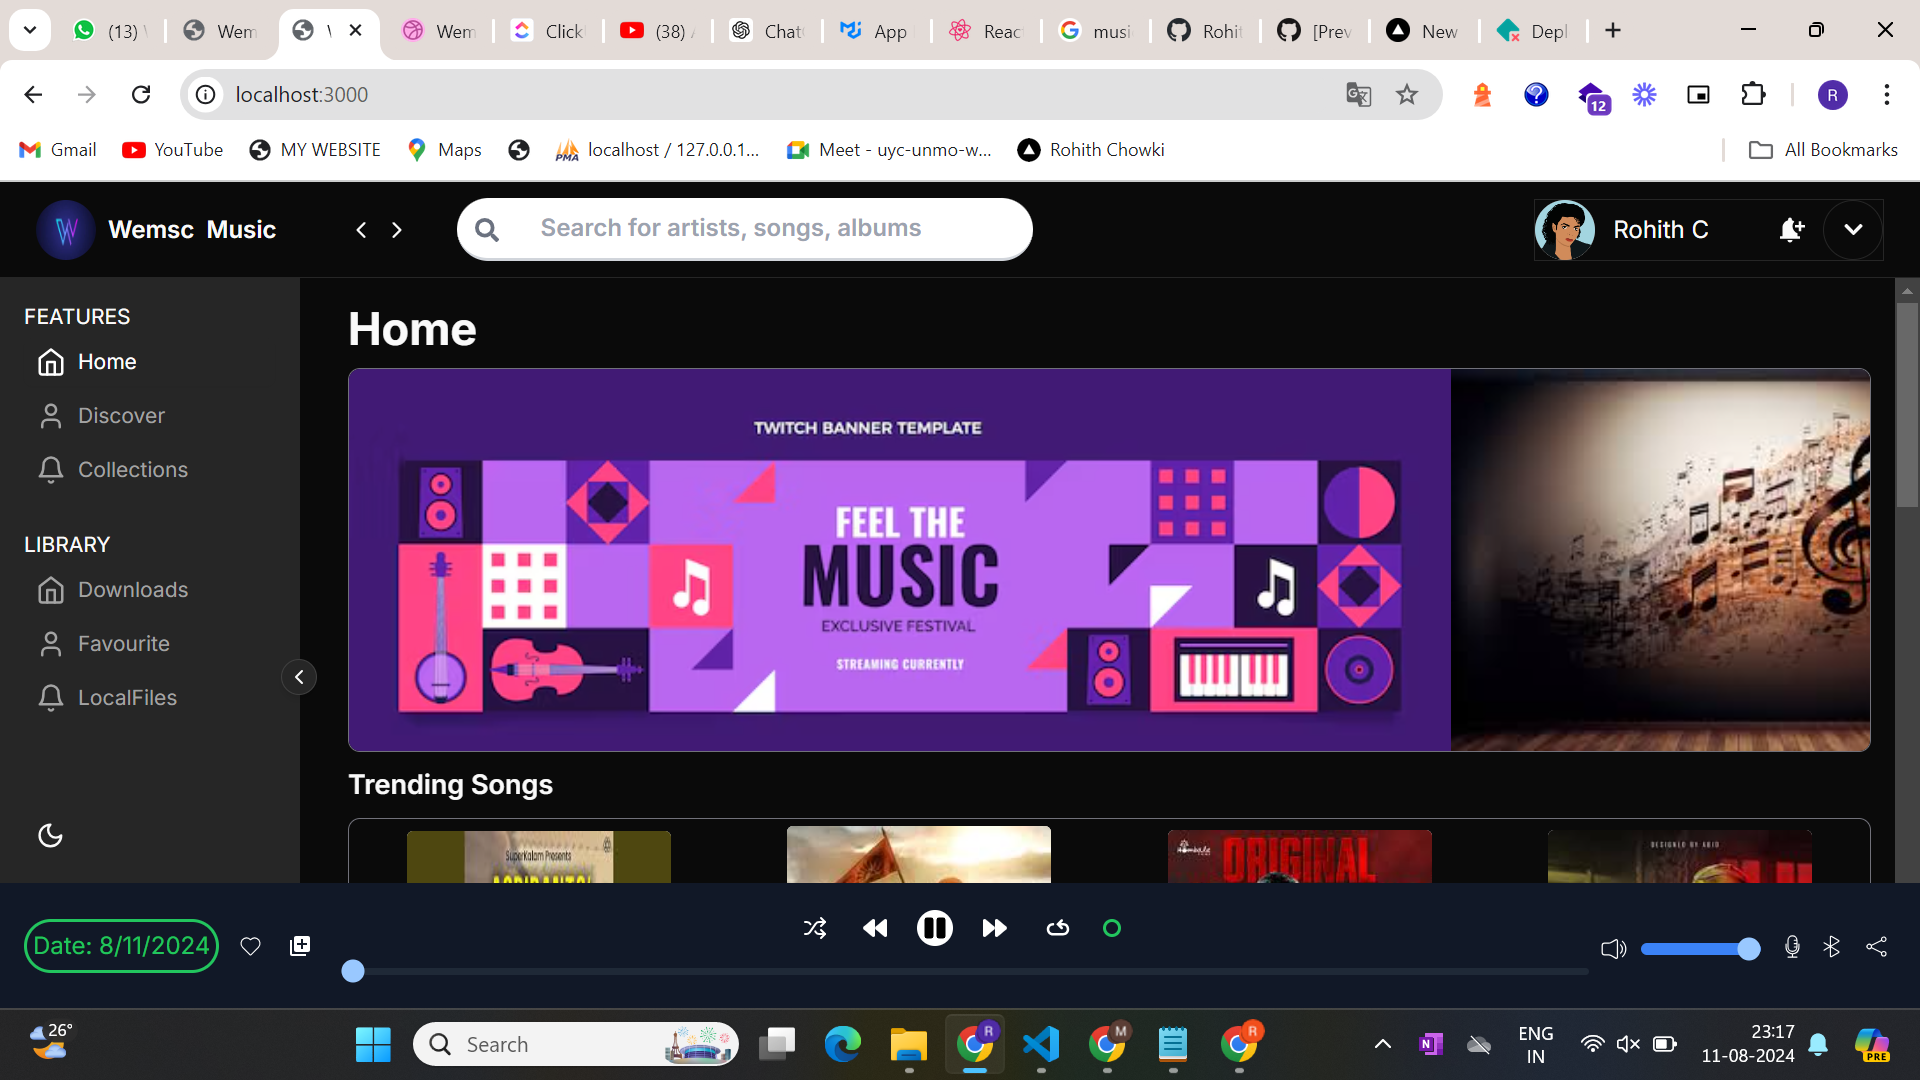 (13) W
Wem
W
Wem
Click
(38) A
Chat
App
Reac
musi
Rohit
[Prev
New
Depl
localhost:3000
12
R
Gmail
YouTube
MY WEBSITE
Maps
PMA
localhost / 127.0.0.1...
Meet - uyc-unmo-w...
Rohith Chowki
All Bookmarks
W
Wemsc Music
Search for artists, songs, albums
Rohith C
FEATURES
Home
Discover
Collections
LIBRARY
Downloads
Favourite
LocalFiles
Home
TWITCH BANNER TEMPLATE
FEEL THE
MUSIC
EXCLUSIVE FESTIVAL
STREAMING CURRENTLY
Trending Songs
SuperKalam Presents
ORIGINAL
DESIGNED BY ABID
Date: 8/11/2024
26°
Search
R
M
R
N
ENG
IN
23:17
11-08-2024
PRE